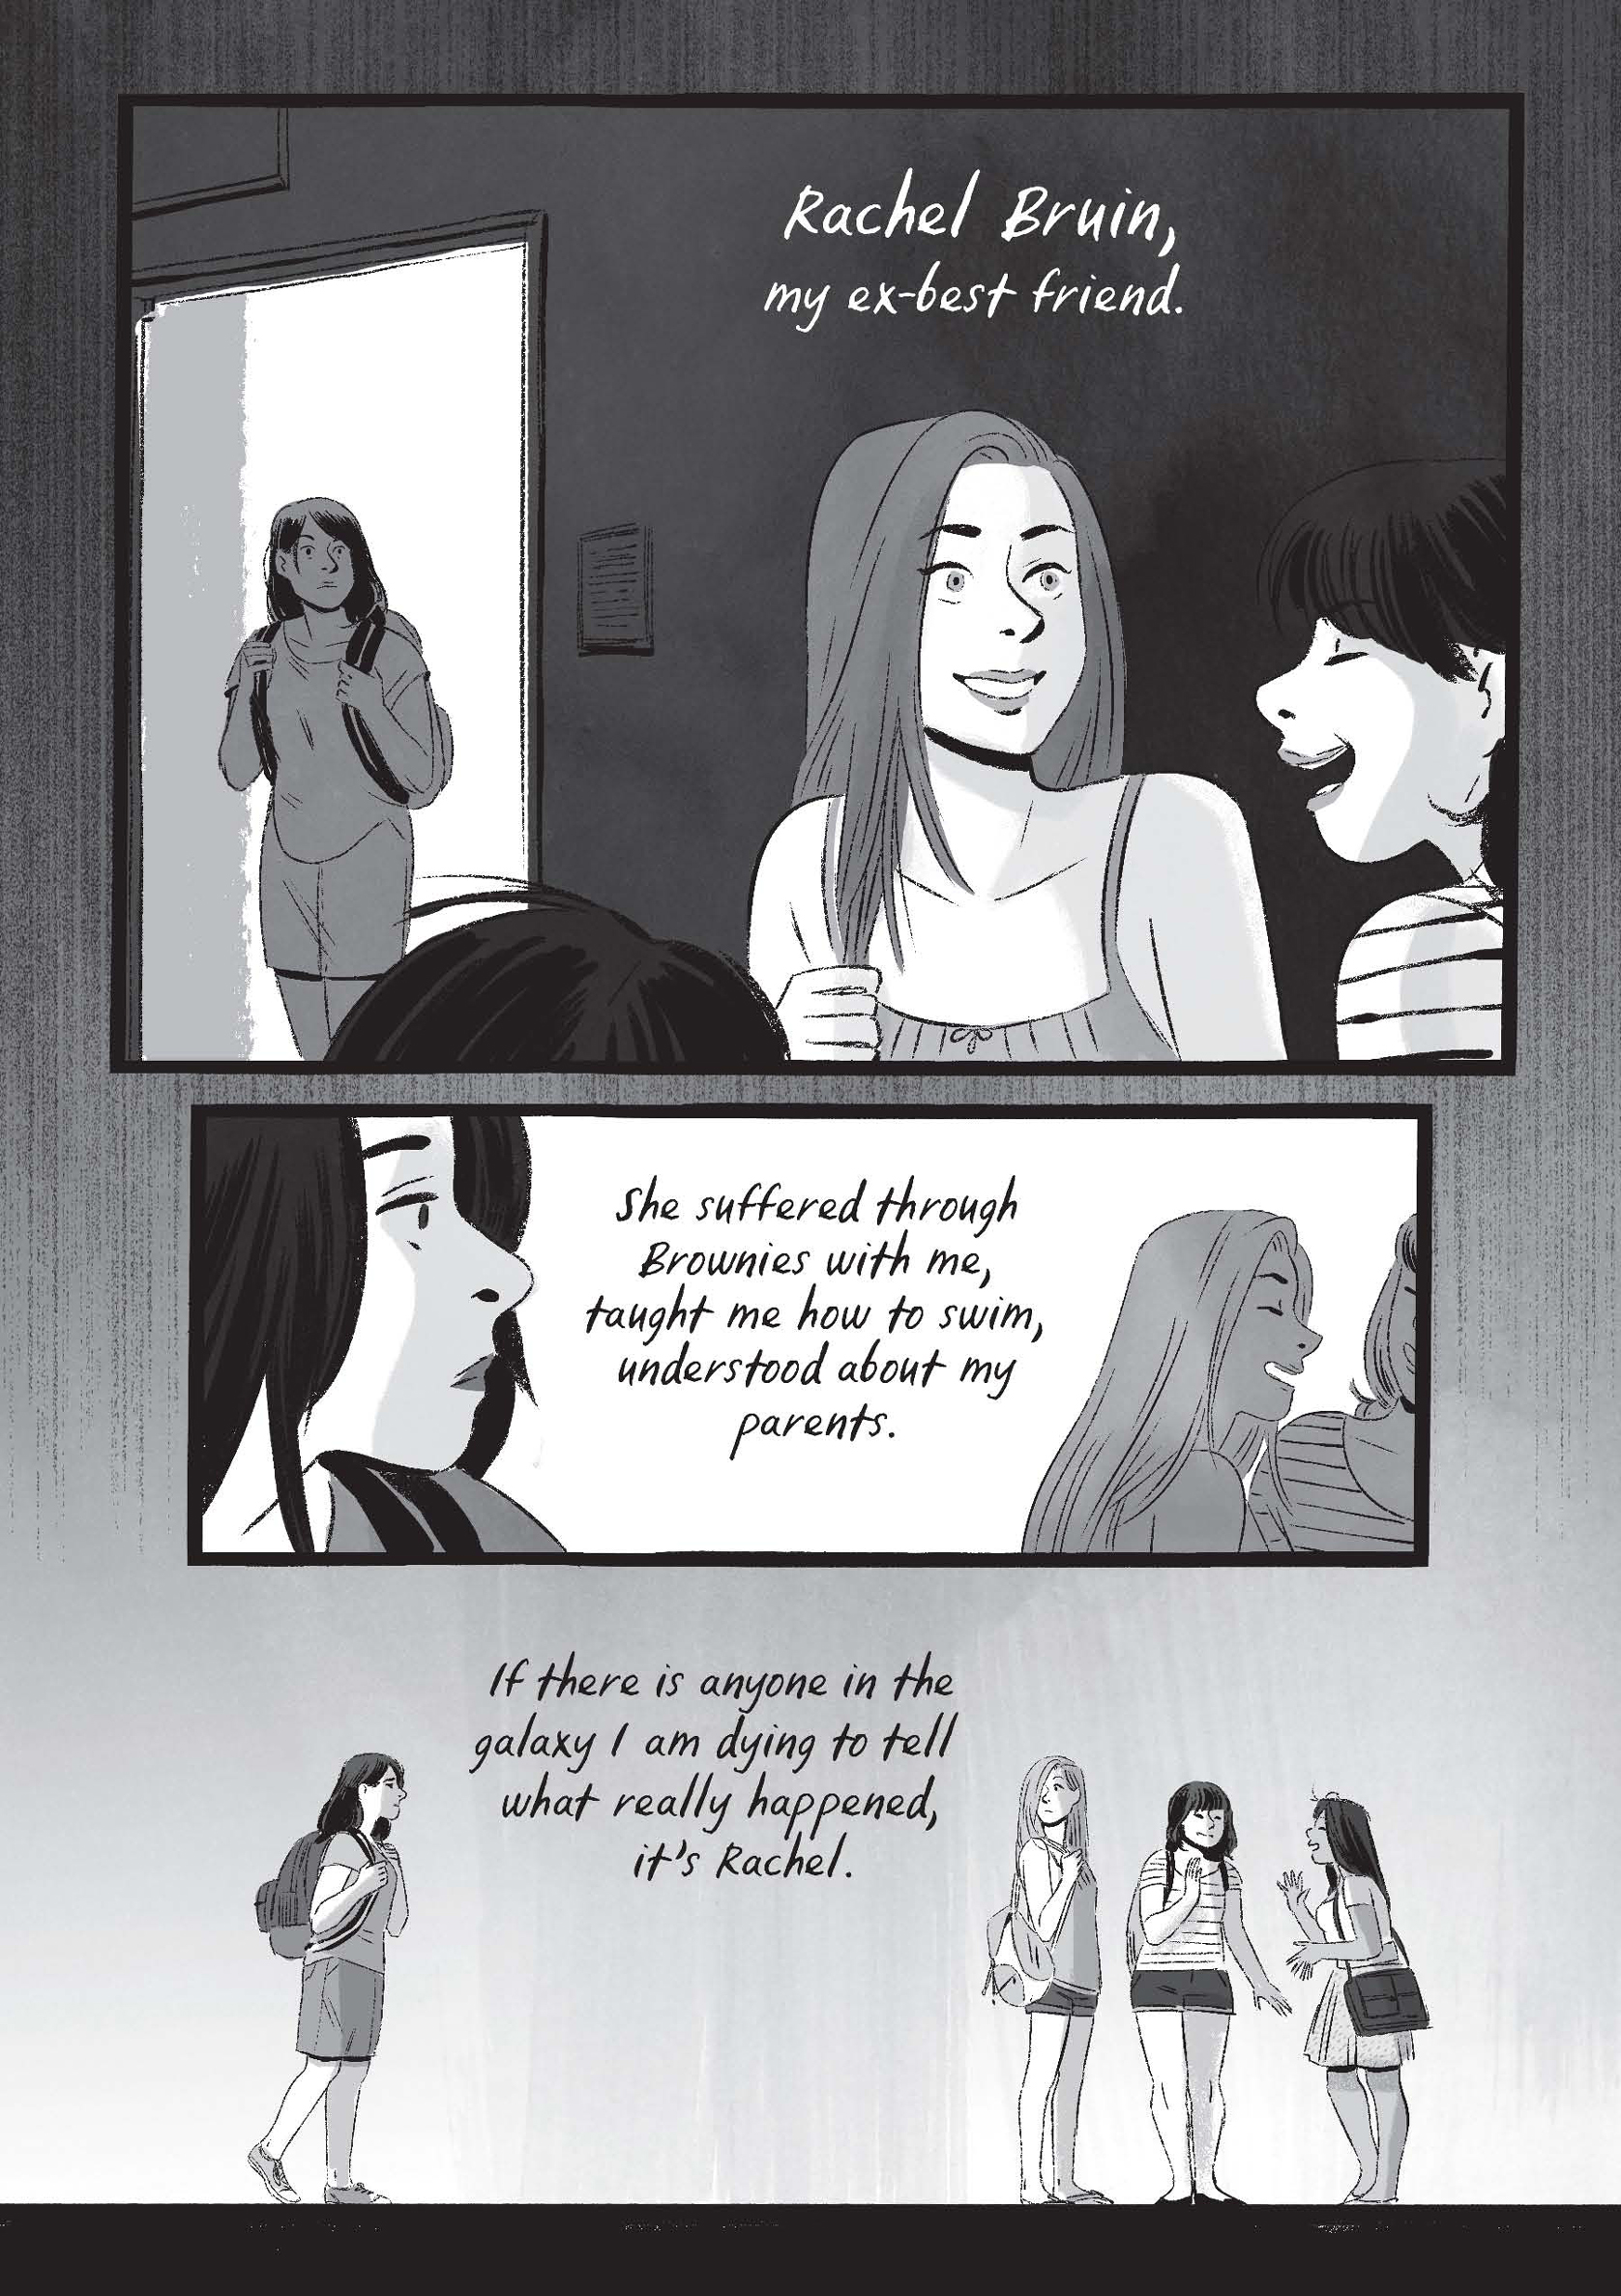 Rachel Bruin,
my ex-best friend.
She suffered through
Brownies with me,
taught me how to swim,
understood about my
parents.
If there is anyone in the
galaxy I am dying to tell
what really happened,
it's Rachel.